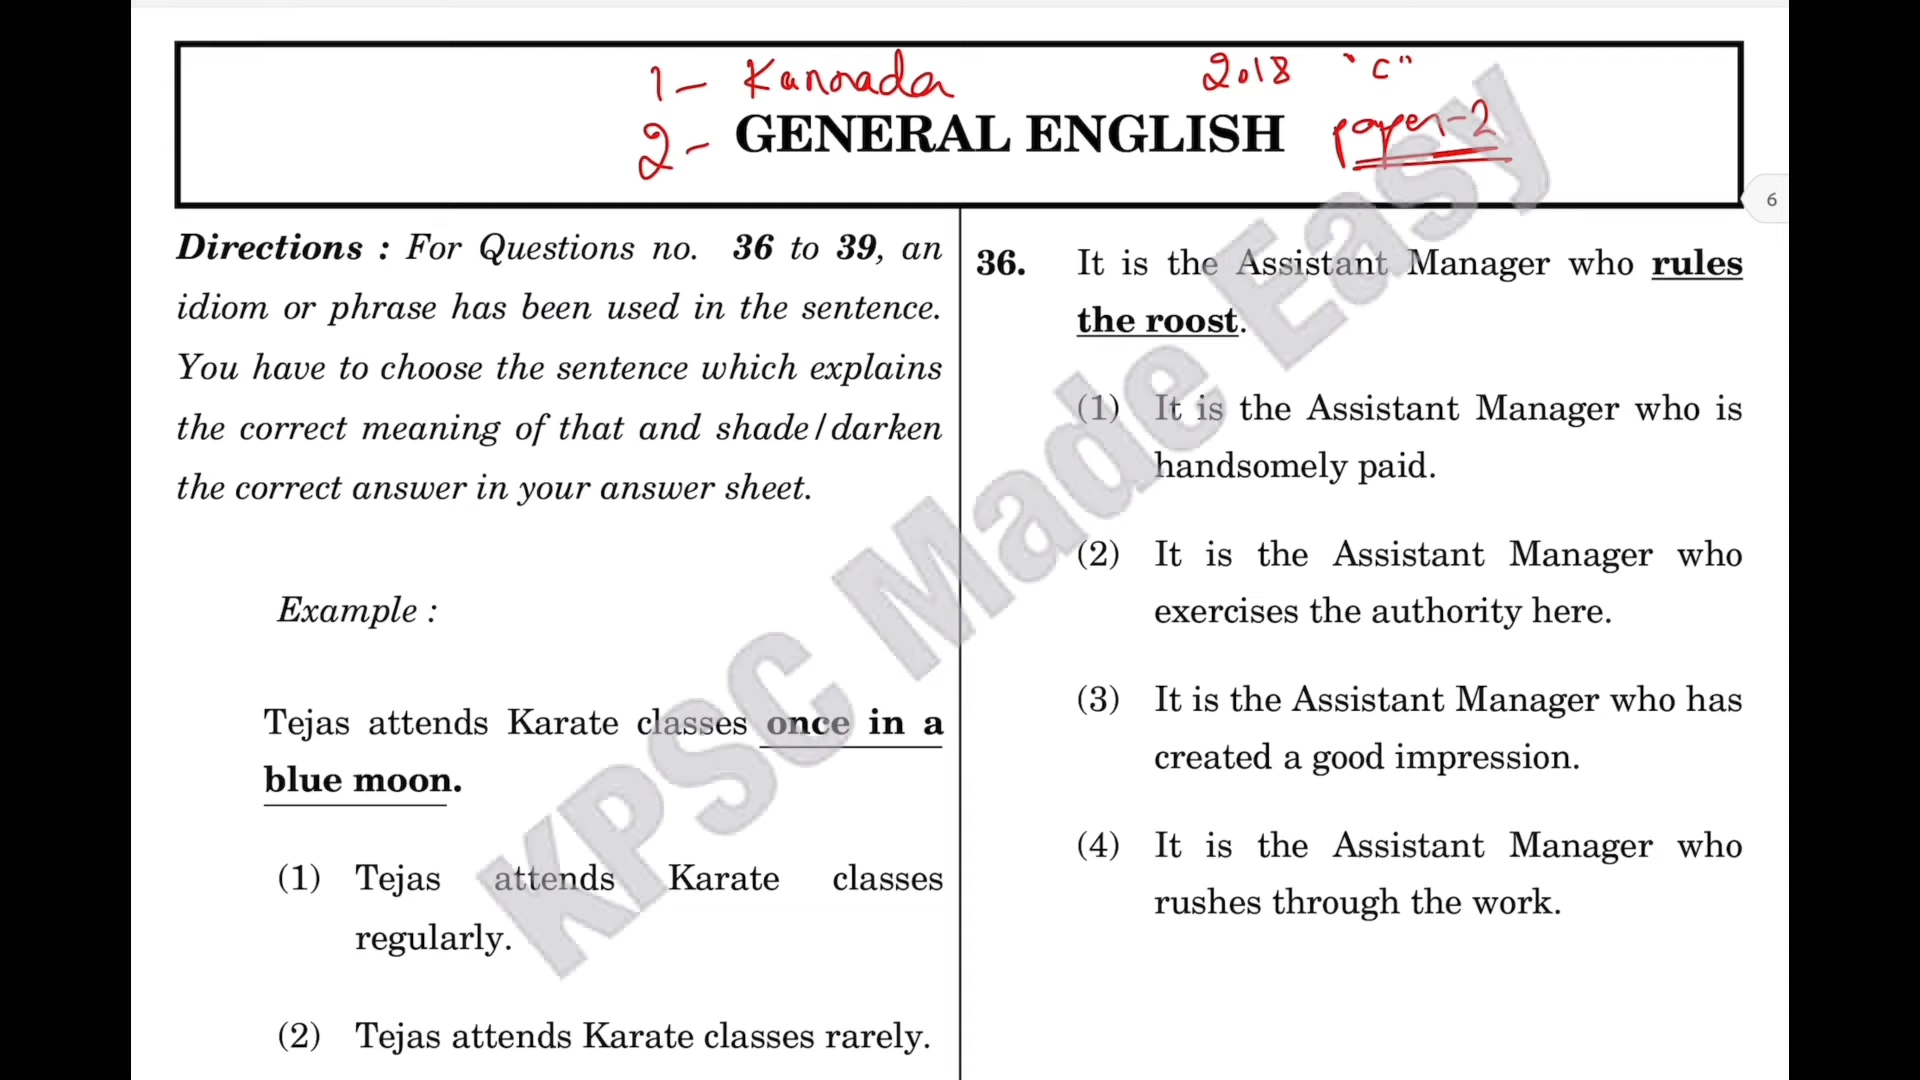 1 - Kannada
2018 "C"
2 - GENERAL ENGLISH paper-2
6
Directions : For Questions no. 36 to 39, an
idiom or phrase has been used in the sentence.
You have to choose the sentence which explains
the correct meaning of that and shade/darken
the correct answer in your answer sheet.
Example :
Tejas attends Karate classes once in a
blue moon.
(1) Tejas attends Karate classes
regularly.
(2) Tejas attends Karate classes rarely.
36. It is the Assistant Manager who rules
the roost.
(1) It is the Assistant Manager who is
handsomely paid.
(2) It is the Assistant Manager who
exercises the authority here.
(3) It is the Assistant Manager who has
created a good impression.
(4) It is the Assistant Manager who
rushes through the work.
KPSC Made Easy